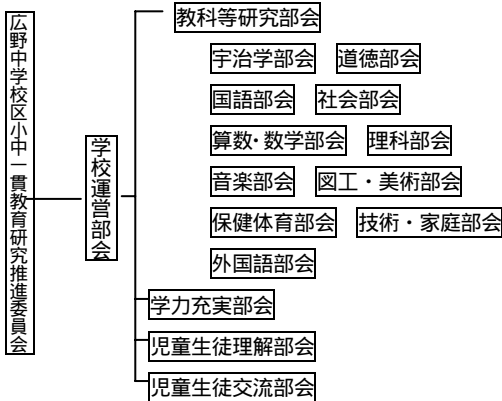 広野中学校区小中一貫教育研究推進委員会
学校運営部会
教科等研究部会
宇治学部会 道徳部会
国語部会 社会部会
算数・数学部会 理科部会
音楽部会 図工・美術部会
保健体育部会 技術・家庭部会
外国語部会
学力充実部会
児童生徒理解部会
児童生徒交流部会